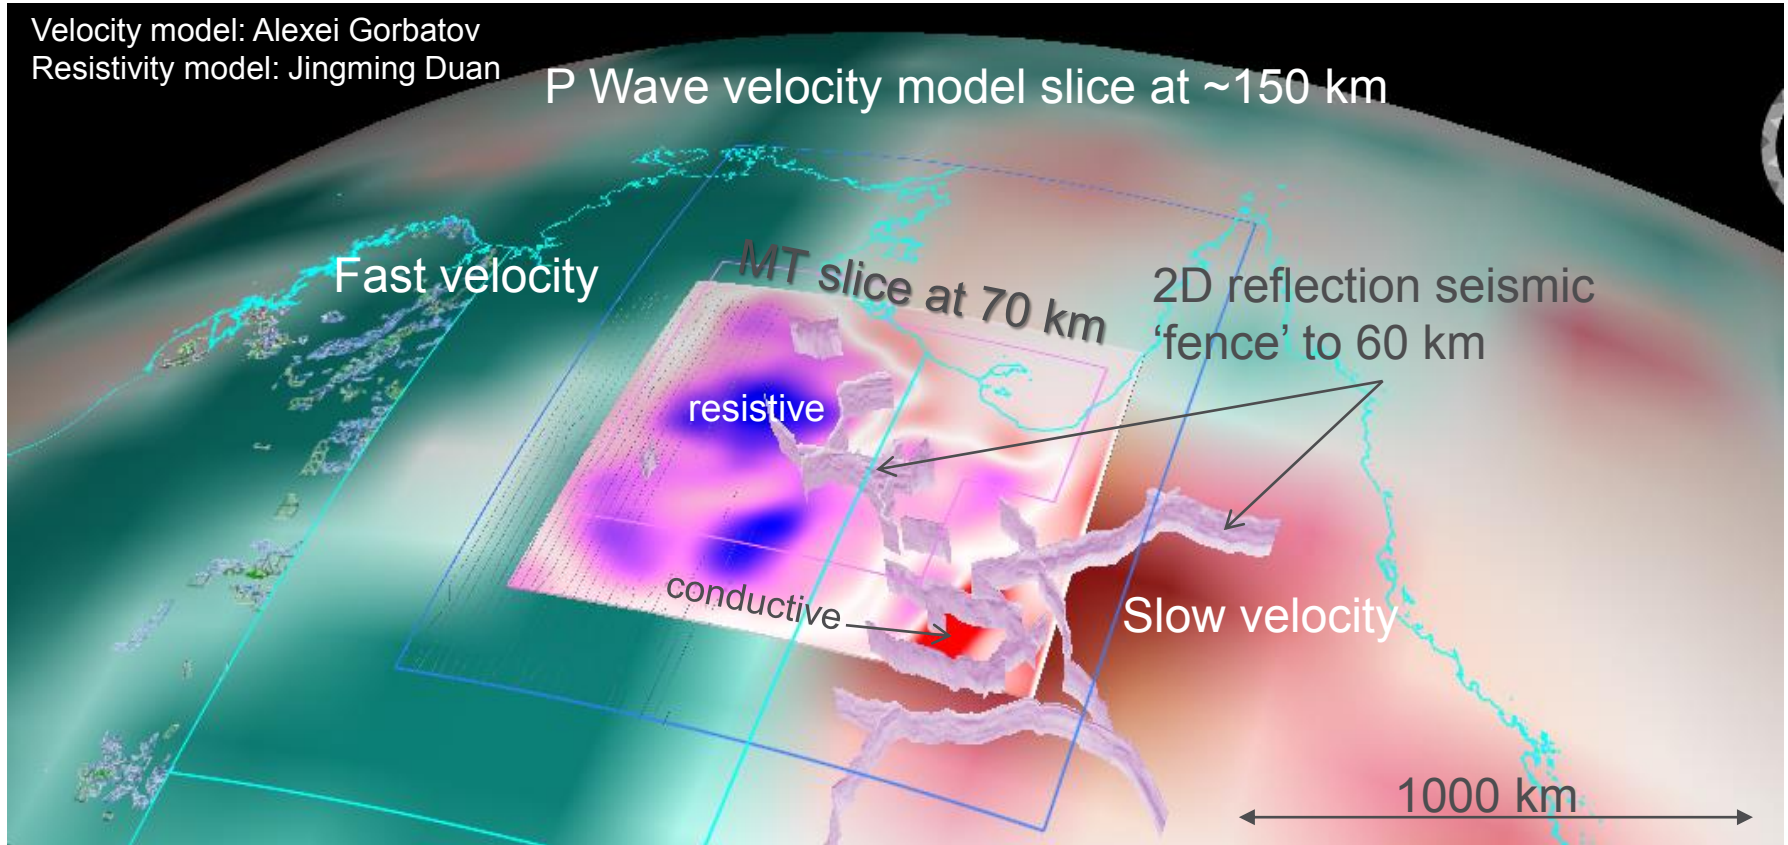 Velocity model: Alexei Gorbatov
Resistivity model: Jingming Duan
P Wave velocity model slice at ~150 km
Fast velocity
MT slice at 70 km
2D reflection seismic
‘fence’ to 60 km
resistive
conductive
Slow velocity
1000 km